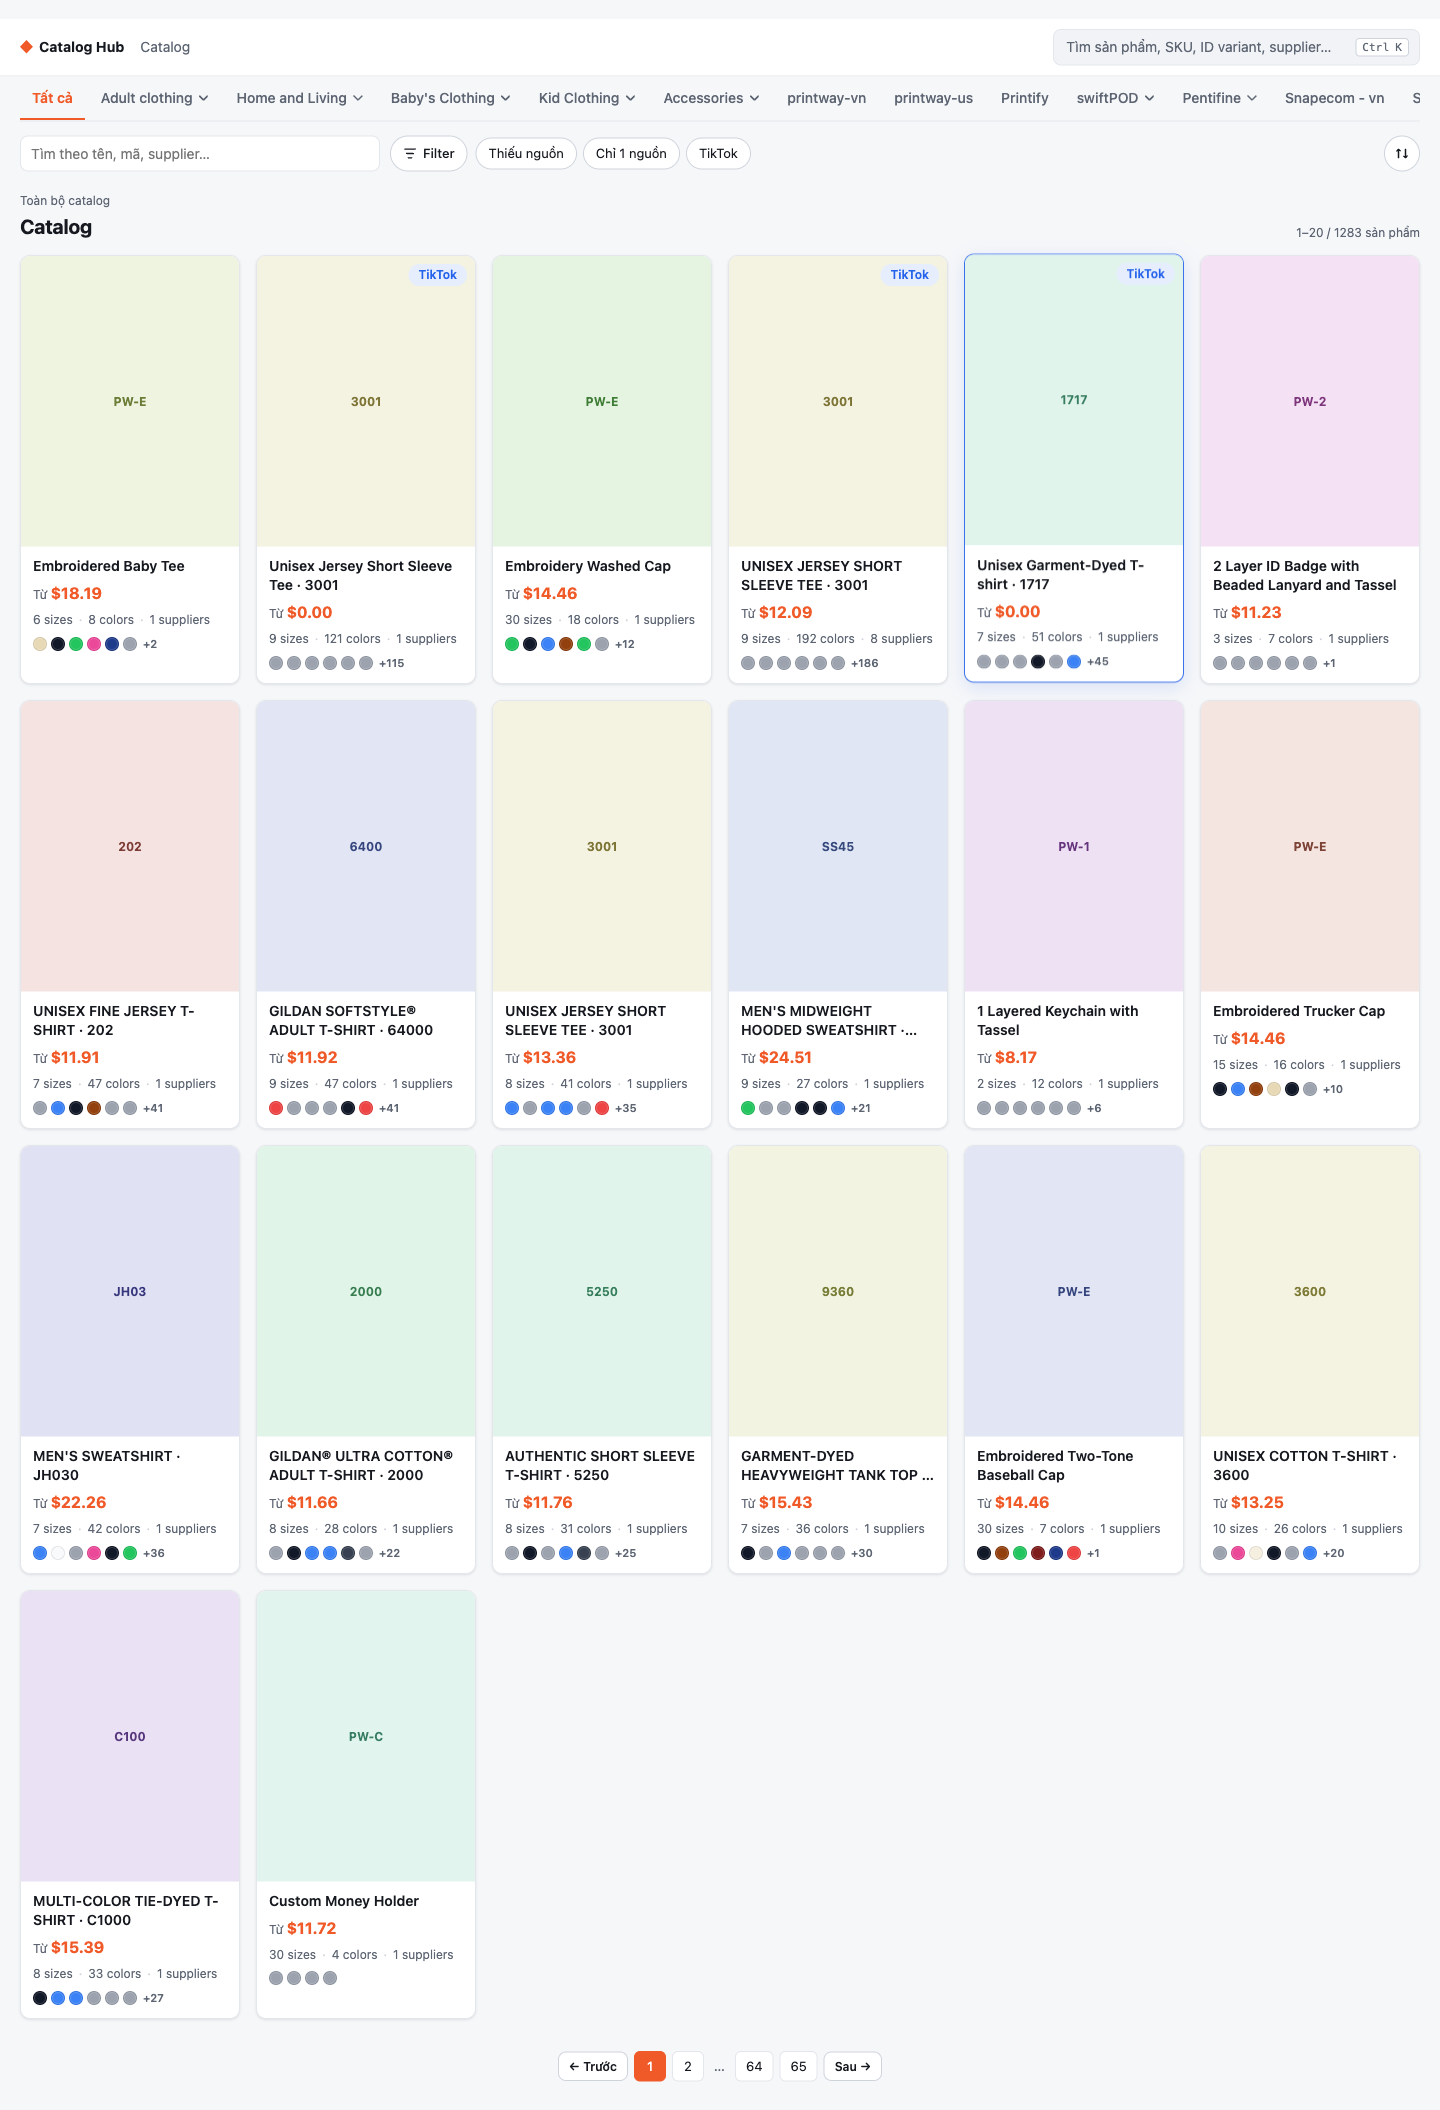 Catalog Hub Catalog Tìm sản phẩm, SKU, ID variant, supplier... Ctrl K
Tất cả Adult clothing Home and Living Baby's Clothing Kid Clothing Accessories printway-vn printway-us Printify swiftPOD Pentifine Snapecom - vn S
Tìm theo tên, mã, supplier... Filter Thiếu nguồn Chỉ 1 nguồn TikTok
Toàn bộ catalog
Catalog
1–20 / 1283 sản phẩm
PW-E
Embroidered Baby Tee
Từ $18.19
6 sizes · 8 colors · 1 suppliers
+2
TikTok
3001
Unisex Jersey Short Sleeve
Tee · 3001
Từ $0.00
9 sizes · 121 colors · 1 suppliers
+115
PW-E
Embroidery Washed Cap
Từ $14.46
30 sizes · 18 colors · 1 suppliers
+12
TikTok
3001
UNISEX JERSEY SHORT
SLEEVE TEE · 3001
Từ $12.09
9 sizes · 192 colors · 8 suppliers
+186
TikTok
1717
Unisex Garment-Dyed T-
shirt · 1717
Từ $0.00
7 sizes · 51 colors · 1 suppliers
+45
PW-2
2 Layer ID Badge with
Beaded Lanyard and Tassel
Từ $11.23
3 sizes · 7 colors · 1 suppliers
+1
202
UNISEX FINE JERSEY T-
SHIRT · 202
Từ $11.91
7 sizes · 47 colors · 1 suppliers
+41
6400
GILDAN SOFTSTYLE®
ADULT T-SHIRT · 64000
Từ $11.92
9 sizes · 47 colors · 1 suppliers
+41
3001
UNISEX JERSEY SHORT
SLEEVE TEE · 3001
Từ $13.36
8 sizes · 41 colors · 1 suppliers
+35
SS45
MEN'S MIDWEIGHT
HOODED SWEATSHIRT ·...
Từ $24.51
9 sizes · 27 colors · 1 suppliers
+21
PW-1
1 Layered Keychain with
Tassel
Từ $8.17
2 sizes · 12 colors · 1 suppliers
+6
PW-E
Embroidered Trucker Cap
Từ $14.46
15 sizes · 16 colors · 1 suppliers
+10
JH03
MEN'S SWEATSHIRT ·
JH030
Từ $22.26
7 sizes · 42 colors · 1 suppliers
+36
2000
GILDAN® ULTRA COTTON®
ADULT T-SHIRT · 2000
Từ $11.66
8 sizes · 28 colors · 1 suppliers
+22
5250
AUTHENTIC SHORT SLEEVE
T-SHIRT · 5250
Từ $11.76
8 sizes · 31 colors · 1 suppliers
+25
9360
GARMENT-DYED
HEAVYWEIGHT TANK TOP ...
Từ $15.43
7 sizes · 36 colors · 1 suppliers
+30
PW-E
Embroidered Two-Tone
Baseball Cap
Từ $14.46
30 sizes · 7 colors · 1 suppliers
+1
3600
UNISEX COTTON T-SHIRT ·
3600
Từ $13.25
10 sizes · 26 colors · 1 suppliers
+20
C100
MULTI-COLOR TIE-DYED T-
SHIRT · C1000
Từ $15.39
8 sizes · 33 colors · 1 suppliers
+27
PW-C
Custom Money Holder
Từ $11.72
30 sizes · 4 colors · 1 suppliers
← Trước 1 2 ... 64 65 Sau →